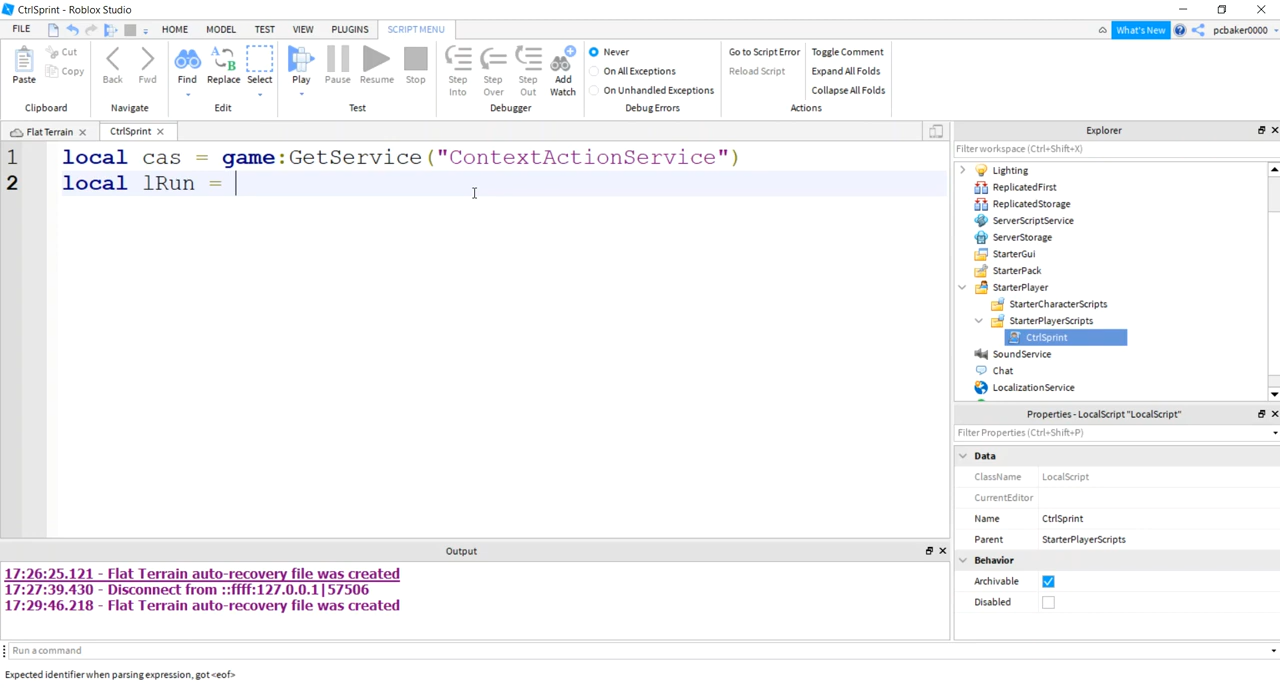 CtrlSprint - Roblox Studio
FILE HOME MODEL TEST VIEW PLUGINS SCRIPT MENU What's New pcbaker0000
Paste Cut Copy Back Fwd Find Replace Select Play Pause Resume Stop Step Into Step Over Step Out Add Watch
Never
On All Exceptions
On Unhandled Exceptions
Go to Script Error
Reload Script
Toggle Comment
Expand All Folds
Collapse All Folds
Clipboard Navigate Edit Test Debugger Debug Errors Actions
Flat Terrain CtrlSprint
1 local cas = game:GetService("ContextActionService")
2 local lRun =
Explorer
Filter workspace (Ctrl+Shift+X)
Lighting
ReplicatedFirst
ReplicatedStorage
ServerScriptService
ServerStorage
StarterGui
StarterPack
StarterPlayer
StarterCharacterScripts
StarterPlayerScripts
CtrlSprint
SoundService
Chat
LocalizationService
Properties - LocalScript "LocalScript"
Filter Properties (Ctrl+Shift+P)
Data
ClassName LocalScript
CurrentEditor
Name CtrlSprint
Parent StarterPlayerScripts
Behavior
Archivable
Disabled
Output
17:26:25.121 - Flat Terrain auto-recovery file was created
17:27:39.430 - Disconnect from ::ffff:127.0.0.1|57506
17:29:46.218 - Flat Terrain auto-recovery file was created
Run a command
Expected identifier when parsing expression, got <eof>